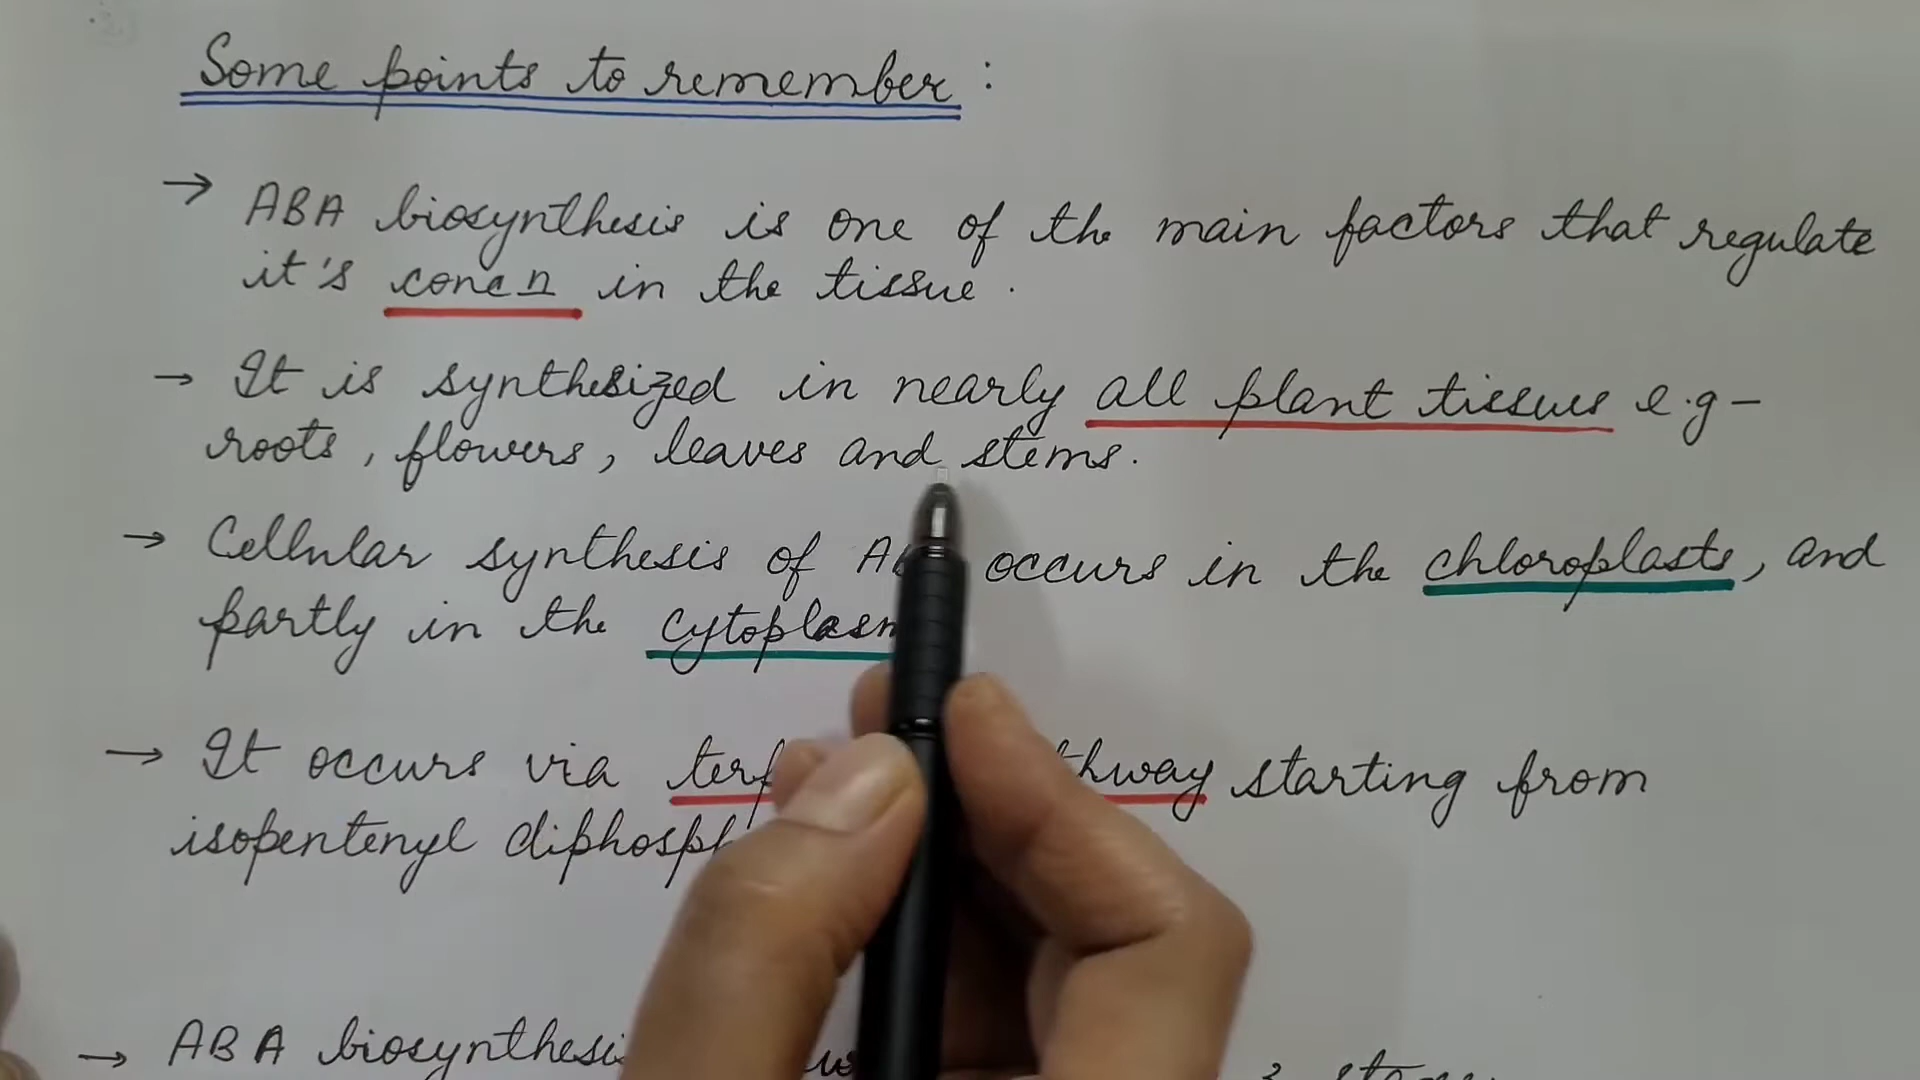 Some points to remember :
→ ABA biosynthesis is one of the main factors that regulate
it's conc n in the tissue.
→ It is synthesized in nearly all plant tissues e.g-
roots, flowers, leaves and stems.
→ Cellular synthesis of occurs in the chloroplasts, and
partly in the
→ It occurs via starting from
isopentenyl
→ ABA